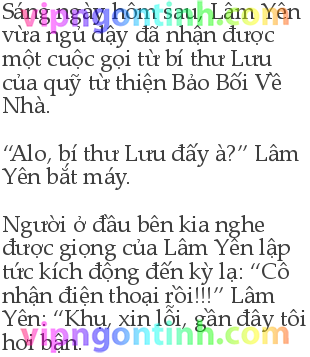 Sáng ngày hôm sau, Lâm Yên
vừa ngủ dậy đã nhận được
một cuộc gọi từ bí thư Lưu
của quỹ từ thiện Bảo Bối Về
Nhà.
“Alo, bí thư Lưu đấy à?” Lâm
Yên bắt máy.
Người ở đầu bên kia nghe
được giọng của Lâm Yên lập
tức kích động đến kỳ lạ: “Cô
nhận điện thoại rồi!!!” Lâm
Yên: “Khụ, xin lỗi, gần đây tôi
hơi bận.
vipngontinh.com
vipngontinh.com